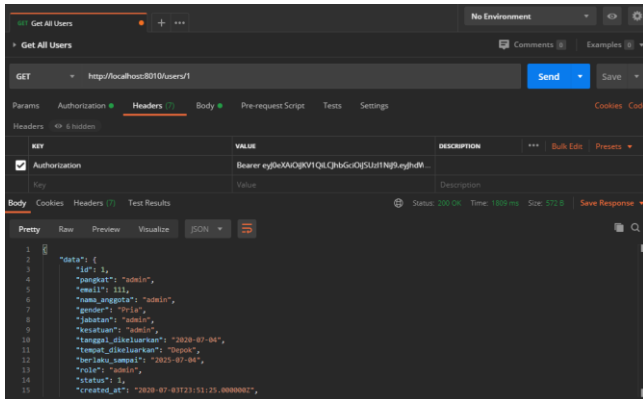 GET Get All Users + ••• No Environment
Get All Users Comments 0 Examples 0
GET http://localhost:8010/users/1 Send Save
Params Authorization Headers (7) Body Pre-request Script Tests Settings Cookies Code
Headers 6 hidden
KEY VALUE DESCRIPTION ••• Bulk Edit Presets
Authorization Bearer
Key Value Description
Body Cookies Headers (7) Test Results Status: 200 OK Time: 1809 ms Size: 572 B Save Response
Pretty Raw Preview Visualize JSON
1 {
2 "data": {
3 "id": 1,
4 "pangkat": "admin",
5 "email": 111,
6 "nama_anggota": "admin",
7 "gender": "Pria",
8 "jabatan": "admin",
9 "kesatuan": "admin",
10 "tanggal_dikeluarkan": "2020-07-04",
11 "tempat_dikeluarkan": "Depok",
12 "berlaku_sampai": "2025-07-04",
13 "role": "admin",
14 "status": 1,
15 "created_at": "2020-07-03T23:51:25.000000Z",